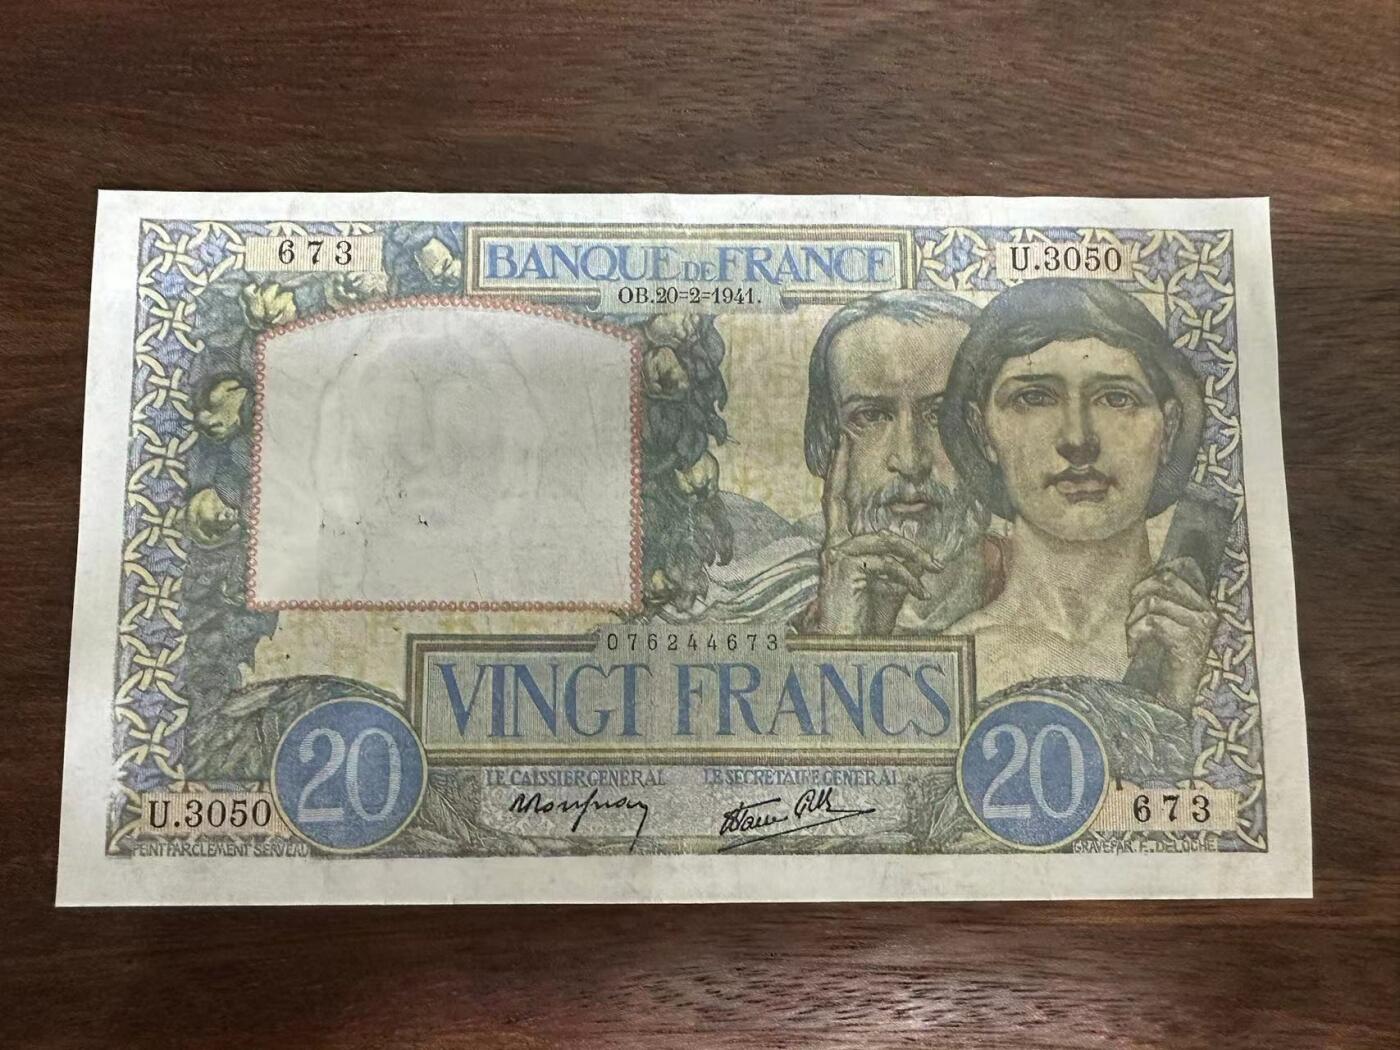 673
BANQUE DE FRANCE
U.3050
OB.20=2=1941.
076244673
VINGT FRANCS
20
20
LE CAISSIER GENERAL
LE SECRETAIRE GENERAL
U.3050
673
PEINT PAR CLEMENT SERVEAU
GRAVE PAR. E. DELOCHE